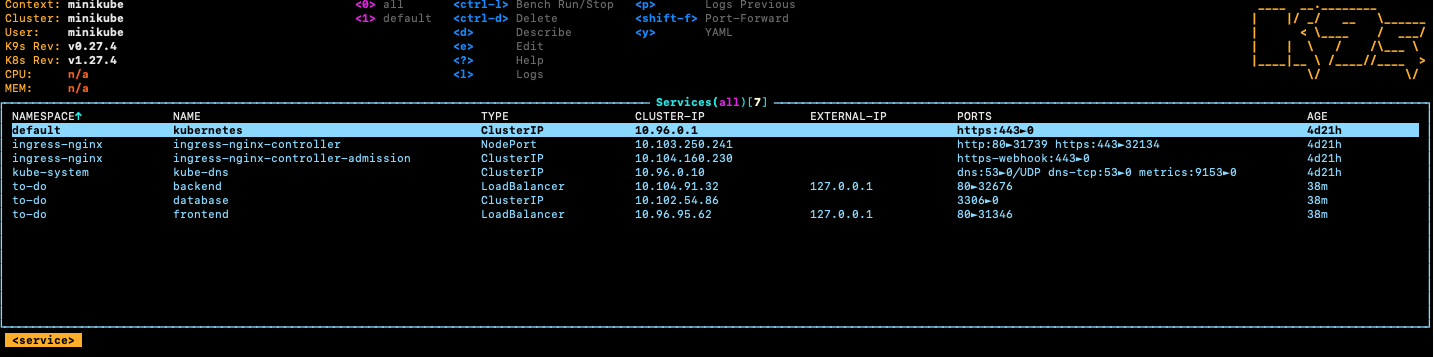 Context: minikube <0> all <ctrl-l> Bench Run/Stop <p> Logs Previous
Cluster: minikube <1> default <ctrl-d> Delete <shift-f> Port-Forward
User: minikube <d> Describe <y> YAML
K9s Rev: v0.27.4 <e> Edit
K8s Rev: v1.27.4 <?> Help
CPU: n/a <l> Logs
MEM: n/a
Services(all)[7]
NAMESPACE↑ NAME TYPE CLUSTER-IP EXTERNAL-IP PORTS AGE
default kubernetes ClusterIP 10.96.0.1 https:443►0 4d21h
ingress-nginx ingress-nginx-controller NodePort 10.103.250.241 http:80►31739 https:443►32134 4d21h
ingress-nginx ingress-nginx-controller-admission ClusterIP 10.104.160.230 https-webhook:443►0 4d21h
kube-system kube-dns ClusterIP 10.96.0.10 dns:53►0/UDP dns-tcp:53►0 metrics:9153►0 4d21h
to-do backend LoadBalancer 10.104.91.32 127.0.0.1 80►32676 38m
to-do database ClusterIP 10.102.54.86 3306►0 38m
to-do frontend LoadBalancer 10.96.95.62 127.0.0.1 80►31346 38m
<service>